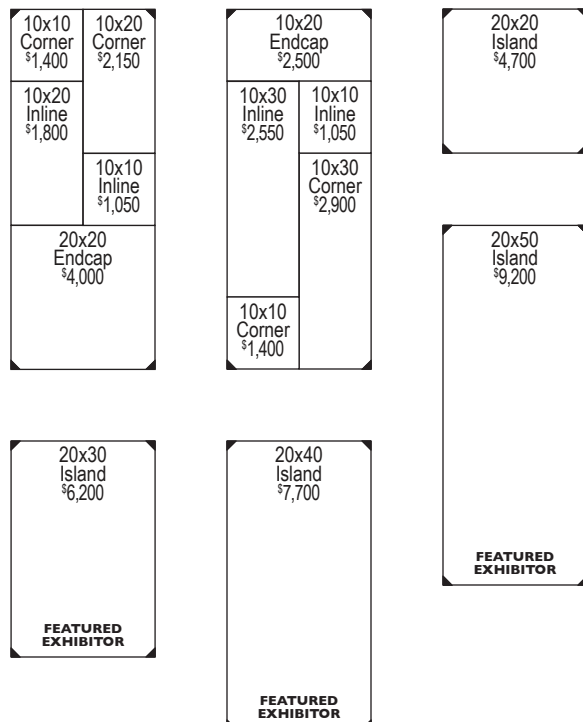 10x10
Corner
$1,400
10x20
Corner
$2,150
10x20
Inline
$1,800
10x10
Inline
$1,050
20x20
Endcap
$4,000
10x20
Endcap
$2,500
10x30
Inline
$2,550
10x10
Inline
$1,050
10x30
Corner
$2,900
10x10
Corner
$1,400
20x20
Island
$4,700
20x50
Island
$9,200
FEATURED
EXHIBITOR
20x30
Island
$6,200
FEATURED
EXHIBITOR
20x40
Island
$7,700
FEATURED
EXHIBITOR